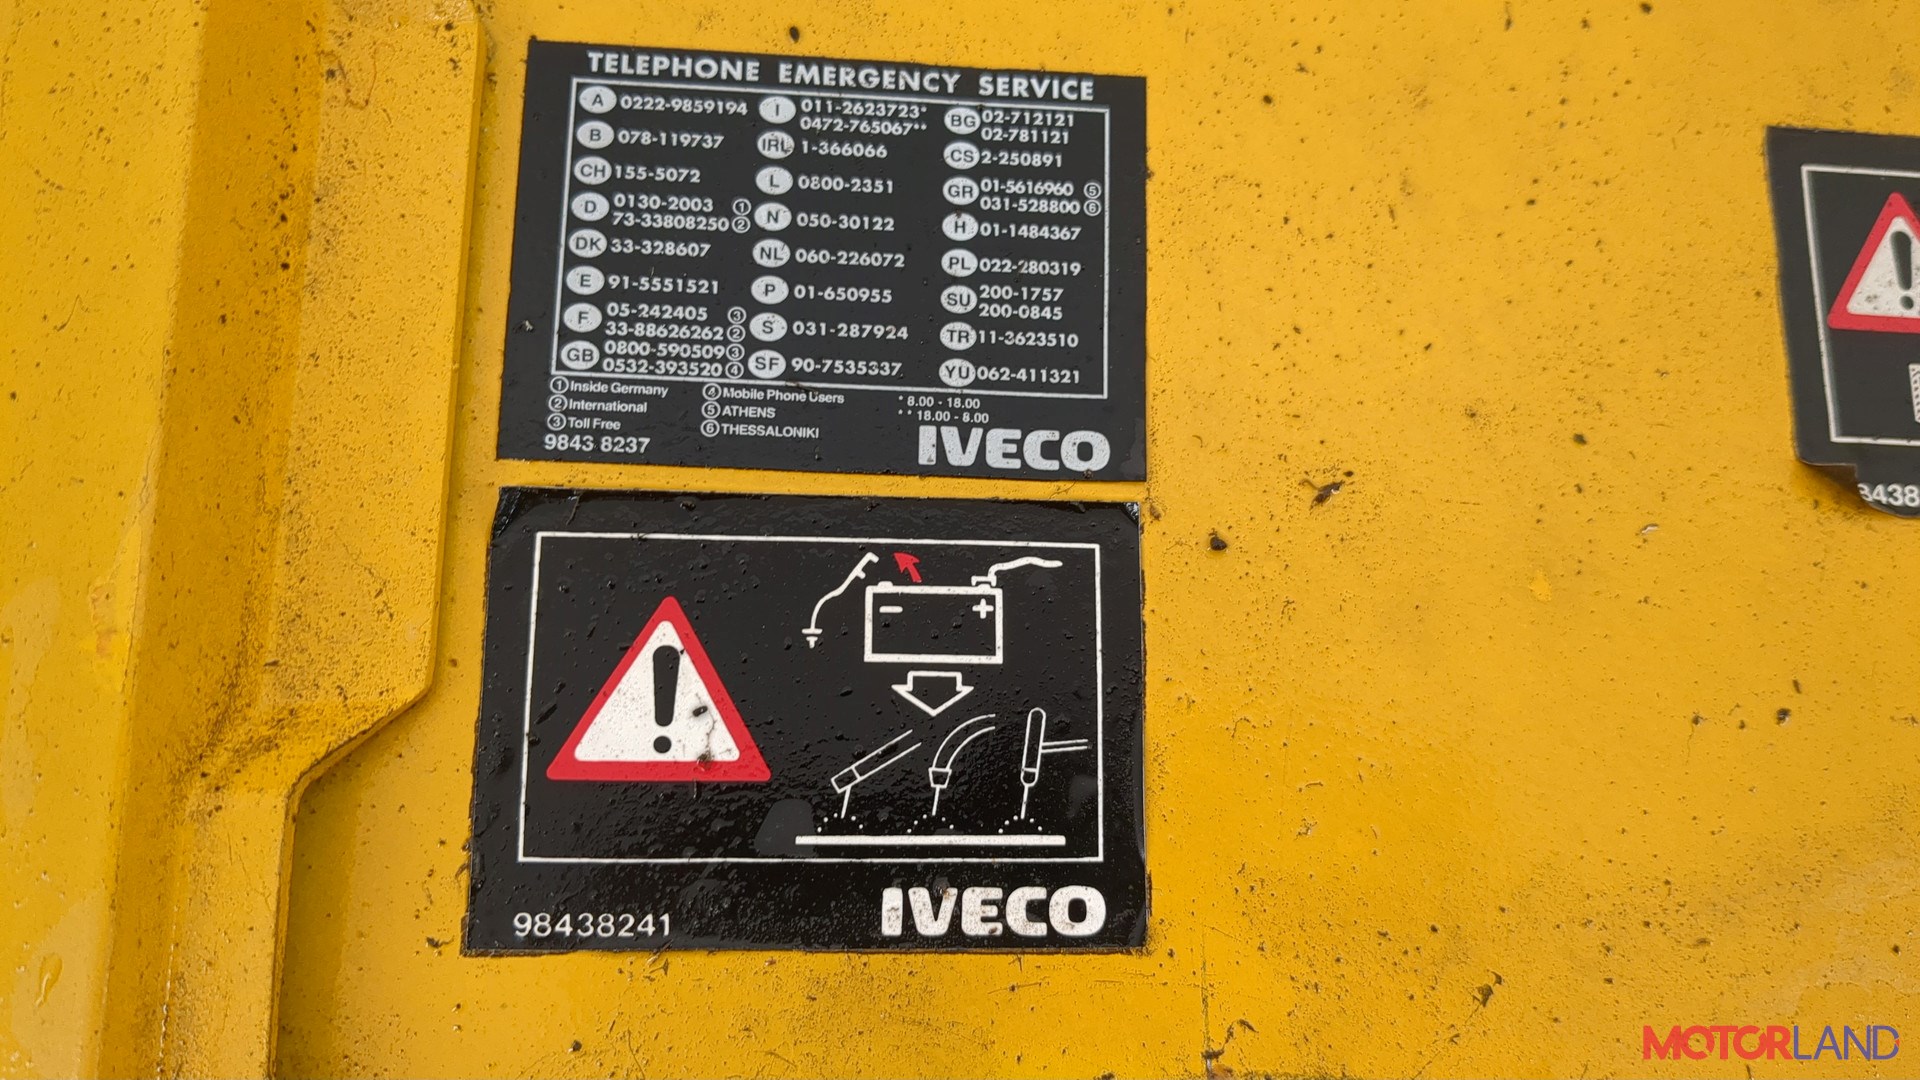 TELEPHONE EMERGENCY SERVICE
A 0222-9859194
B 078-119737
CH 155-5072
D 0130-2003 ①
73-33808250 ②
DK 33-328607
E 91-5551521
F 05-242405 ③
33-88626262 ②
GB 0800-590509 ③
0532-393520 ④
I 011-2623723*
0472-765067**
IRL 1-366066
L 0800-2351
N 050-30122
NL 060-226072
P 01-650955
S 031-287924
SF 90-7535337
BG 02-712121
02-781121
CS 2-250891
GR 01-5616960 ⑤
031-528800 ⑥
H 01-1484367
PL 022-280319
SU 200-1757
200-0845
TR 11-3623510
YU 062-411321
① Inside Germany
② International
③ Toll Free
④ Mobile Phone Users
⑤ ATHENS
⑥ THESSALONIKI
* 8.00 - 18.00
** 18.00 - 8.00
9843 8237
IVECO
- +
98438241
IVECO
8438
MOTORLAND